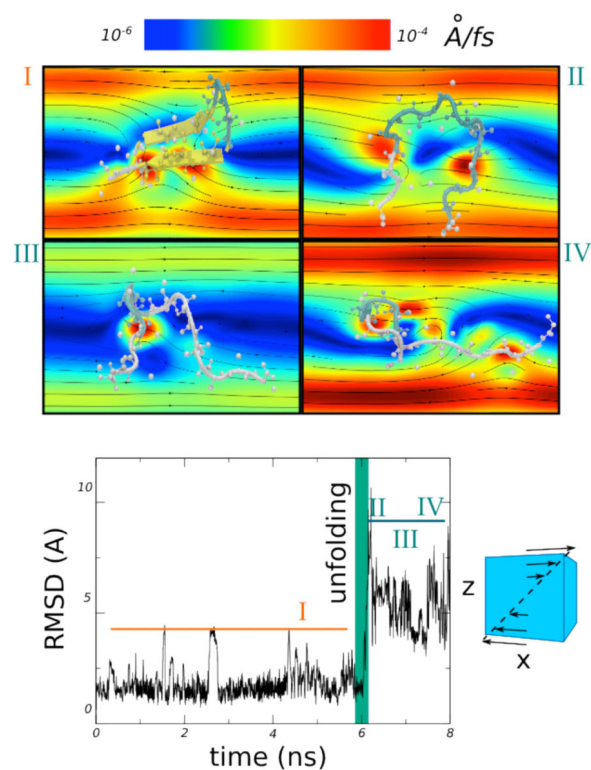 10-6 10-4 Å/fs
I II
III IV
10
5
0
RMSD (A)
unfolding
I
II IV
III
0 2 4 6 8
time (ns)
z
x